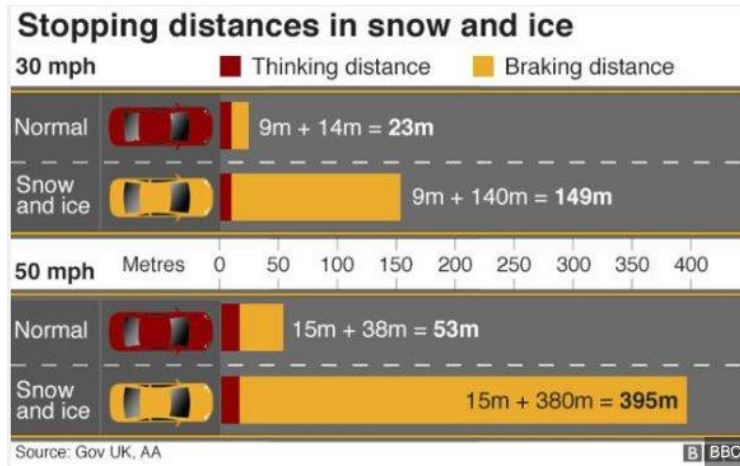 Stopping distances in snow and ice
30 mph Thinking distance Braking distance
Normal 9m + 14m = 23m
Snow
and ice 9m + 140m = 149m
50 mph Metres 0 50 100 150 200 250 300 350 400
Normal 15m + 38m = 53m
Snow
and ice 15m + 380m = 395m
Source: Gov UK, AA B BBC